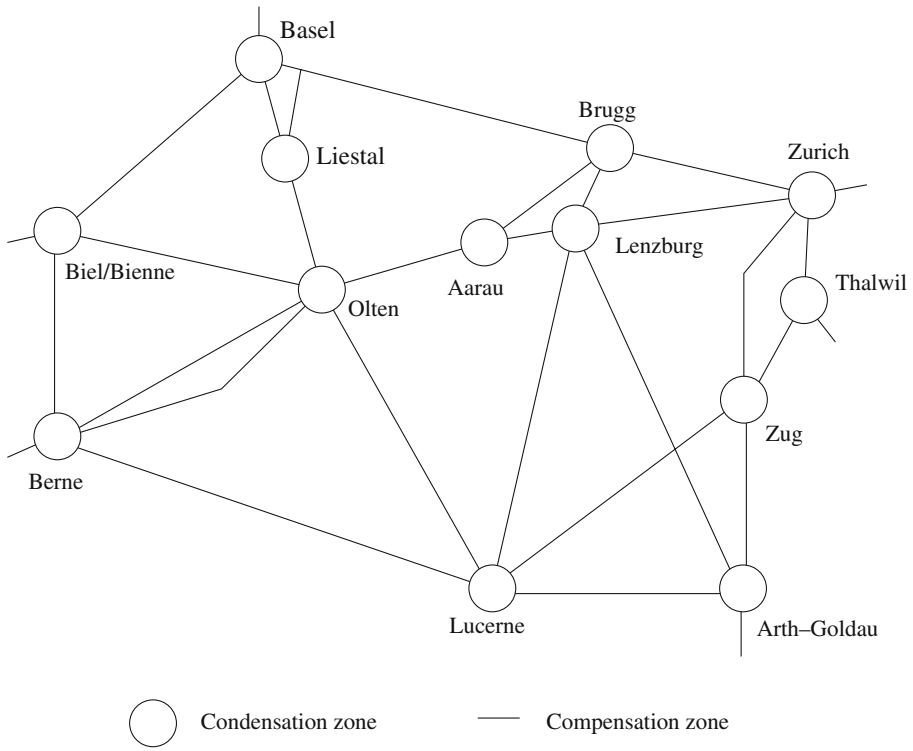 Basel
Brugg
Zurich
Liestal
Lenzburg
Biel/Bienne
Thalwil
Aarau
Olten
Zug
Berne
Lucerne
Arth–Goldau
Condensation zone
Compensation zone